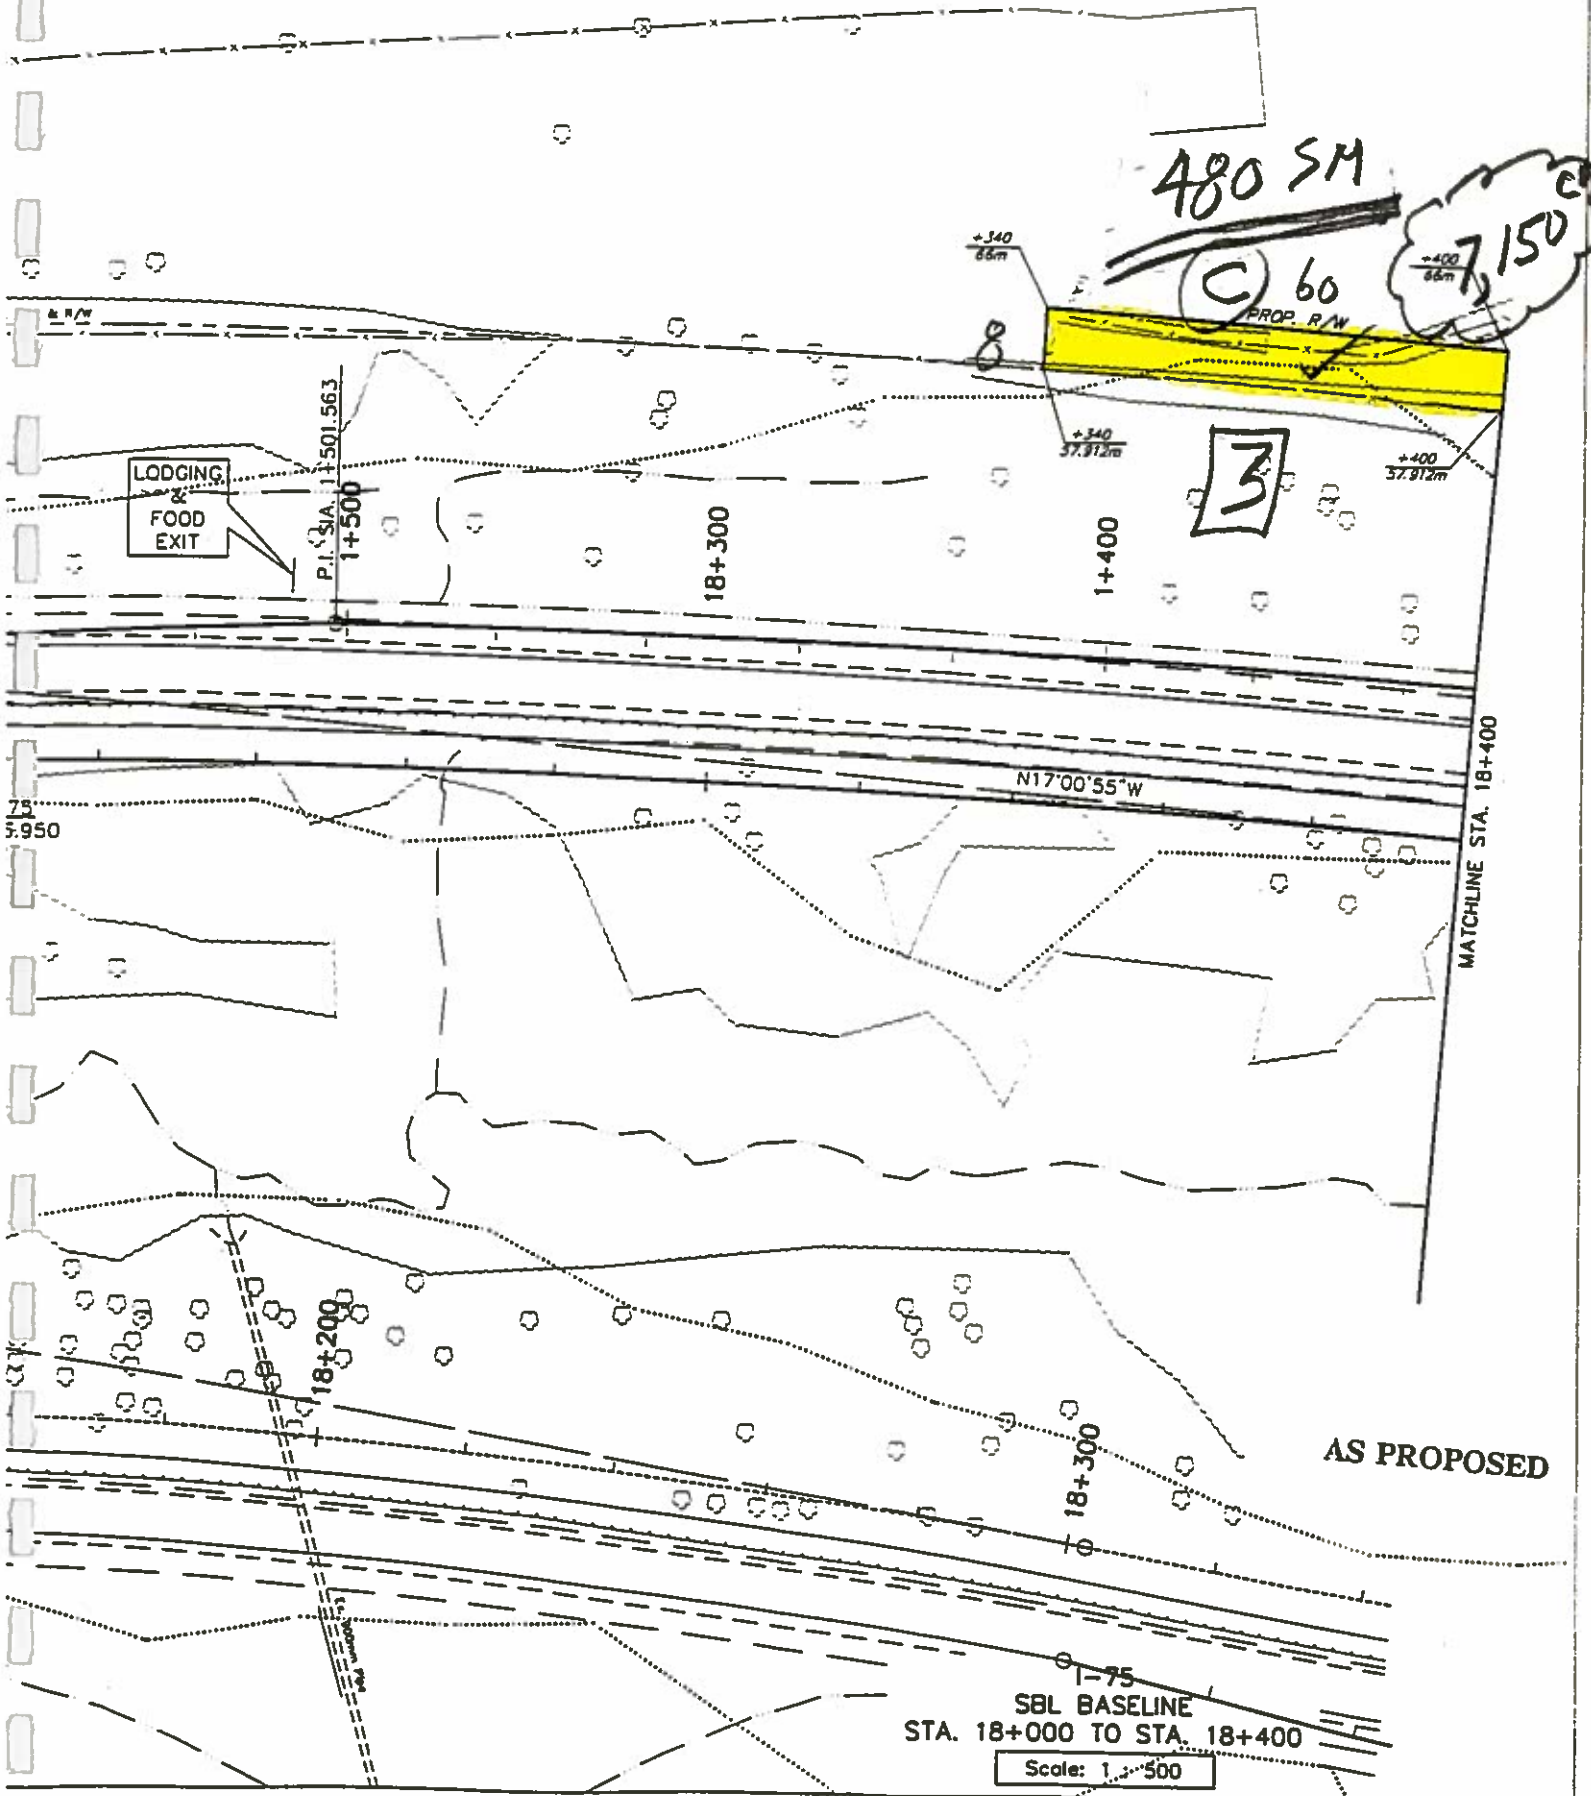 480 SM
7,150
+340
66m
+400
66m
C 60
PROP. R/W
& R/W
8
+340
57.912m
+400
57.912m
3
LODGING
&
FOOD
EXIT
P.I. STA. 1+501.563
1+500
18+300
1+400
N17°00'55"W
MATCHLINE STA. 18+400
75
5.950
18+200
18+300
AS PROPOSED
I-75
SBL BASELINE
STA. 18+000 TO STA. 18+400
Scale: 1 : 500